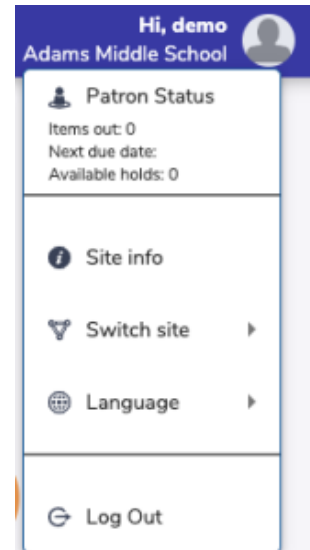 Hi, demo
Adams Middle School
Patron Status
Items out: 0
Next due date:
Available holds: 0
Site info
Switch site
Language
Log Out